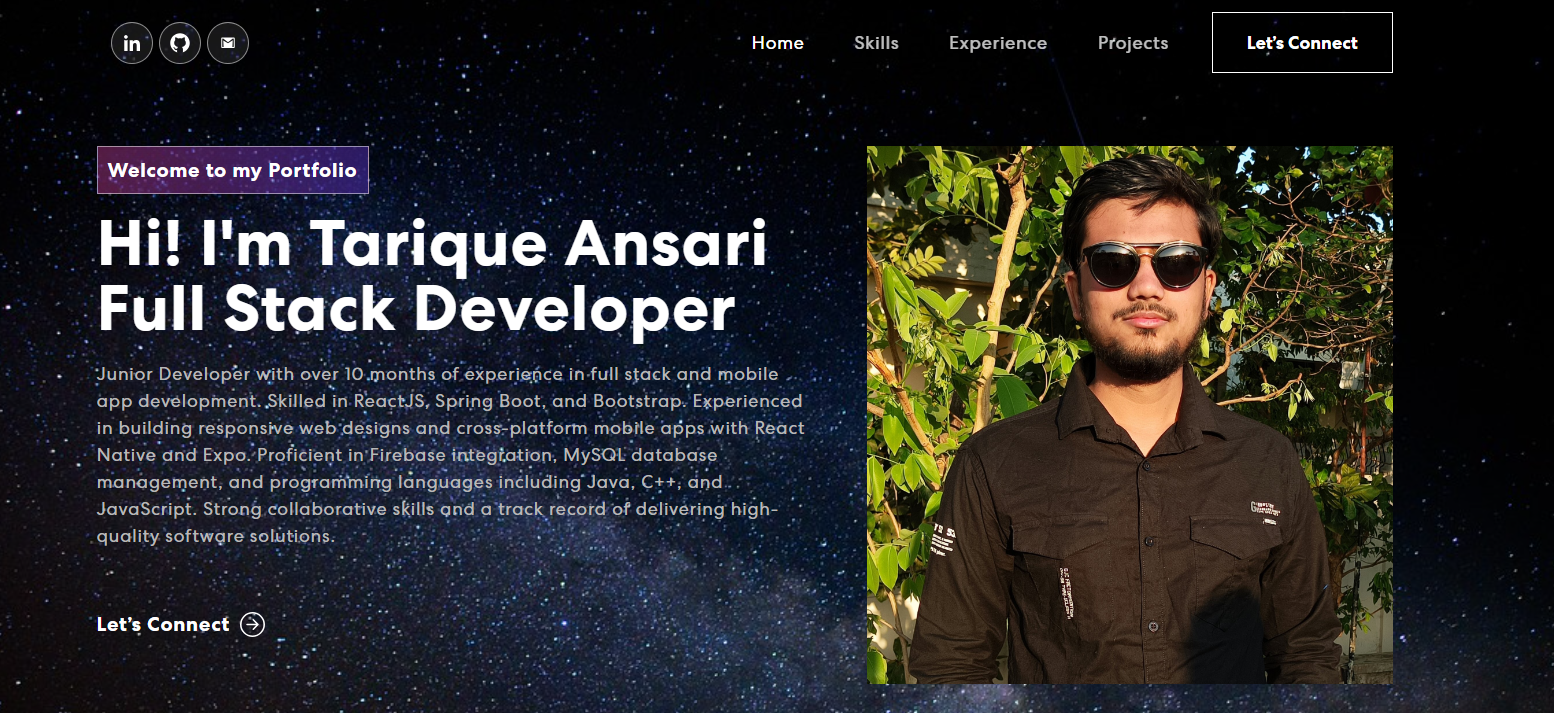 in
Home Skills Experience Projects Let's Connect
Welcome to my Portfolio
Hi! I'm Tarique Ansari
Full Stack Developer
Junior Developer with over 10 months of experience in full stack and mobile
app development. Skilled in ReactJS, Spring Boot, and Bootstrap. Experienced
in building responsive web designs and cross-platform mobile apps with React
Native and Expo. Proficient in Firebase integration, MySQL database
management, and programming languages including Java, C++, and
JavaScript. Strong collaborative skills and a track record of delivering high-
quality software solutions.
Let's Connect